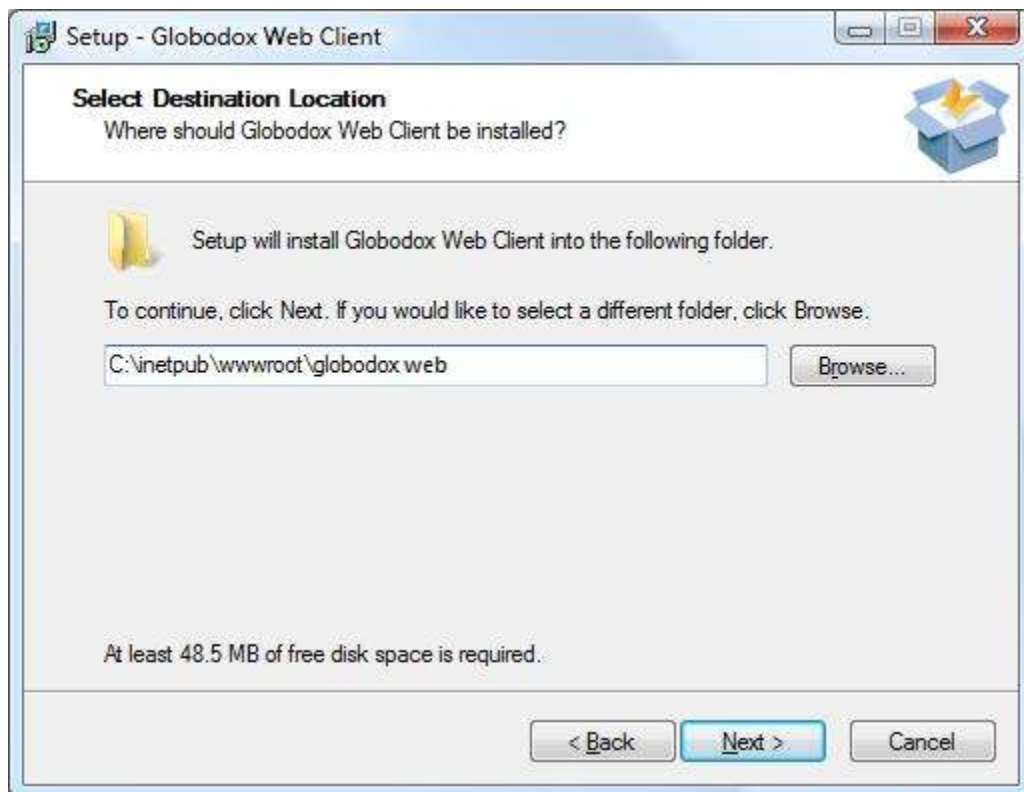 Setup - Globodox Web Client
Select Destination Location
Where should Globodox Web Client be installed?
Setup will install Globodox Web Client into the following folder.
To continue, click Next. If you would like to select a different folder, click Browse.
C:\inetpub\wwwroot\globodox web
Browse...
At least 48.5 MB of free disk space is required.
< Back
Next >
Cancel